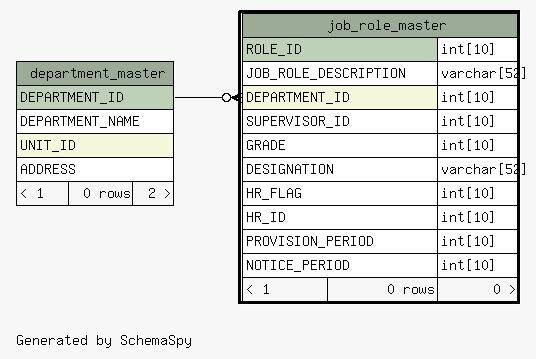 job_role_master
department_master
ROLE_ID int[10]
JOB_ROLE_DESCRIPTION varchar[52]
DEPARTMENT_ID
DEPARTMENT_ID int[10]
DEPARTMENT_NAME
SUPERVISOR_ID int[10]
UNIT_ID
GRADE int[10]
ADDRESS
DESIGNATION varchar[52]
< 1 0 rows 2 >
HR_FLAG int[10]
HR_ID int[10]
PROVISION_PERIOD int[10]
NOTICE_PERIOD int[10]
< 1 0 rows 0 >
Generated by SchemaSpy